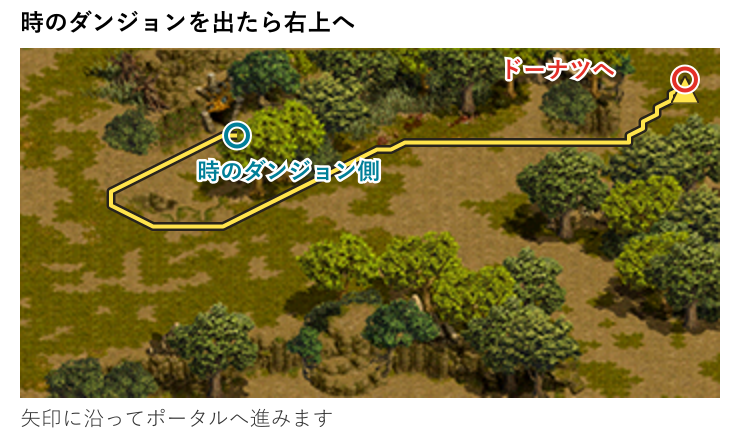 時のダンジョンを出たら右上へ
ドーナツへ
時のダンジョン側
矢印に沿ってポータルへ進みます